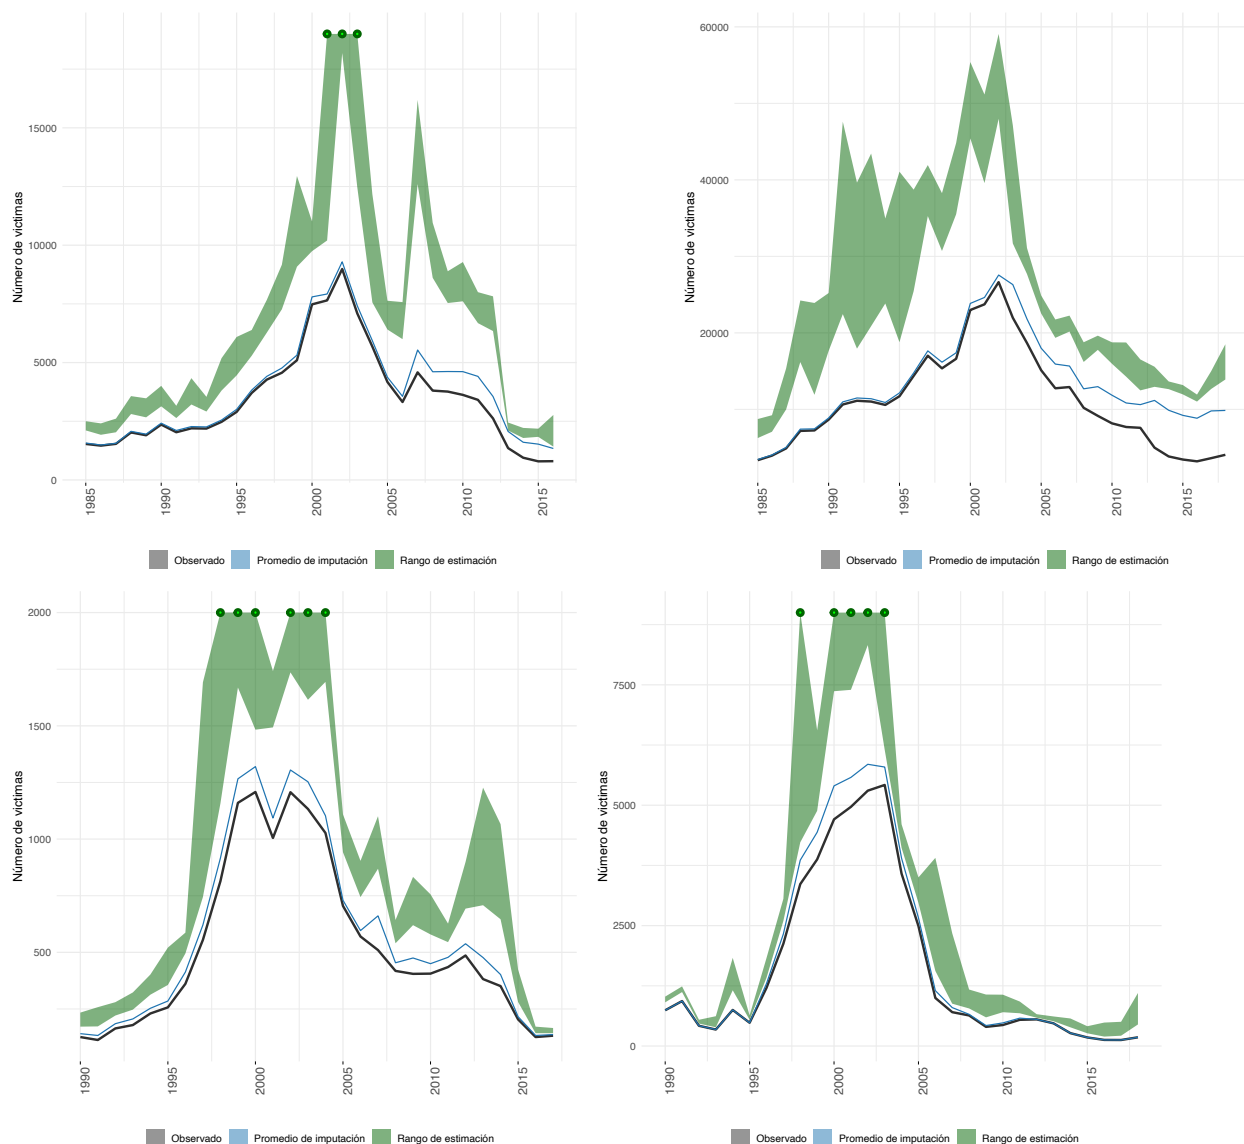 Número de victimas
15000
10000
5000
0
1985
1990
1995
2000
2005
2010
2015
Observado
Promedio de imputación
Rango de estimación
Número de victimas
60000
40000
20000
1985
1990
1995
2000
2005
2010
2015
Observado
Promedio de imputación
Rango de estimación
Número de victimas
2000
1500
1000
500
1990
1995
2000
2005
2010
2015
Observado
Promedio de imputación
Rango de estimación
Número de victimas
7500
5000
2500
0
1990
1995
2000
2005
2010
2015
Observado
Promedio de imputación
Rango de estimación